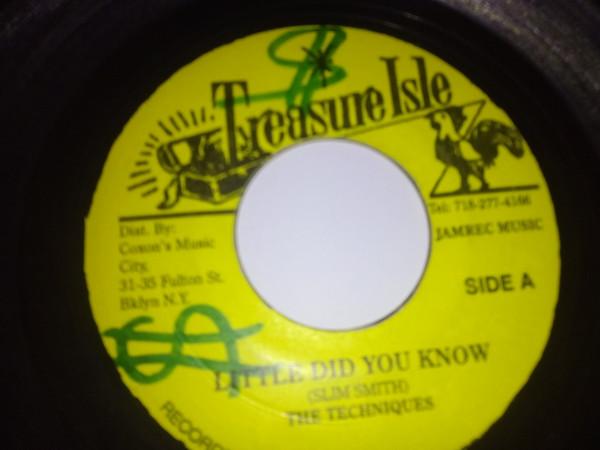 Treasure Isle
Dist. By:
Coxon's Music
City.
31-35 Fulton St.
Bklyn N.Y.
Tel: 718-277-4166
JAMREC MUSIC
SIDE A
LITTLE DID YOU KNOW
(SLIM SMITH)
THE TECHNIQUES